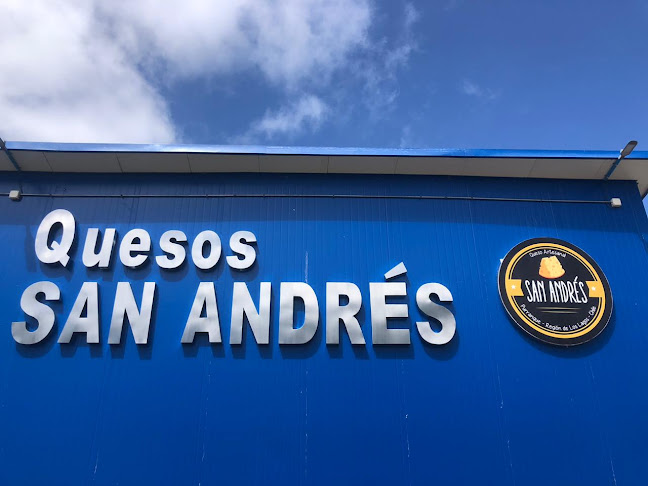 Quesos
SAN ANDRÉS
Queso Artesanal
SAN ANDRÉS
Purranque - Región de Los Lagos - Chile